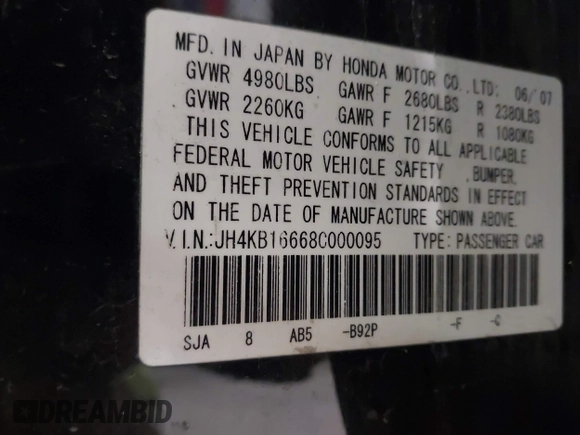 MFD. IN JAPAN BY HONDA MOTOR CO.,LTD: 06/'07
GVWR 4980LBS GAWR F 2680LBS R 2380LBS
GVWR 2260KG GAWR F 1215KG R 1080KG
THIS VEHICLE CONFORMS TO ALL APPLICABLE
FEDERAL MOTOR VEHICLE SAFETY ,BUMPER,
AND THEFT PREVENTION STANDARDS IN EFFECT
ON THE DATE OF MANUFACTURE SHOWN ABOVE.
V.I.N.:JH4KB16668C000095 TYPE: PASSENGER CAR
SJA 8 AB5 -B92P -F -C
DREAMBID